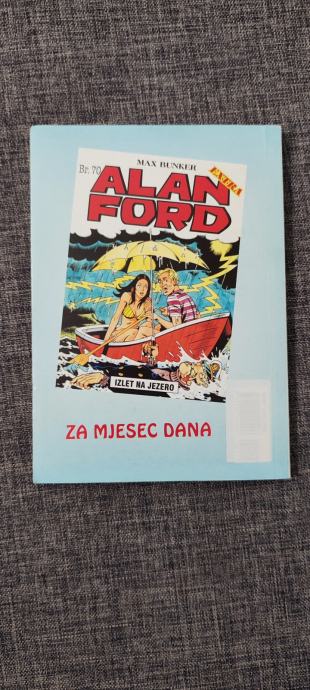 MAX BUNKER
Br. 70
EXTRA
ALAN
FORD
IZLET NA JEZERO
ZA MJESEC DANA